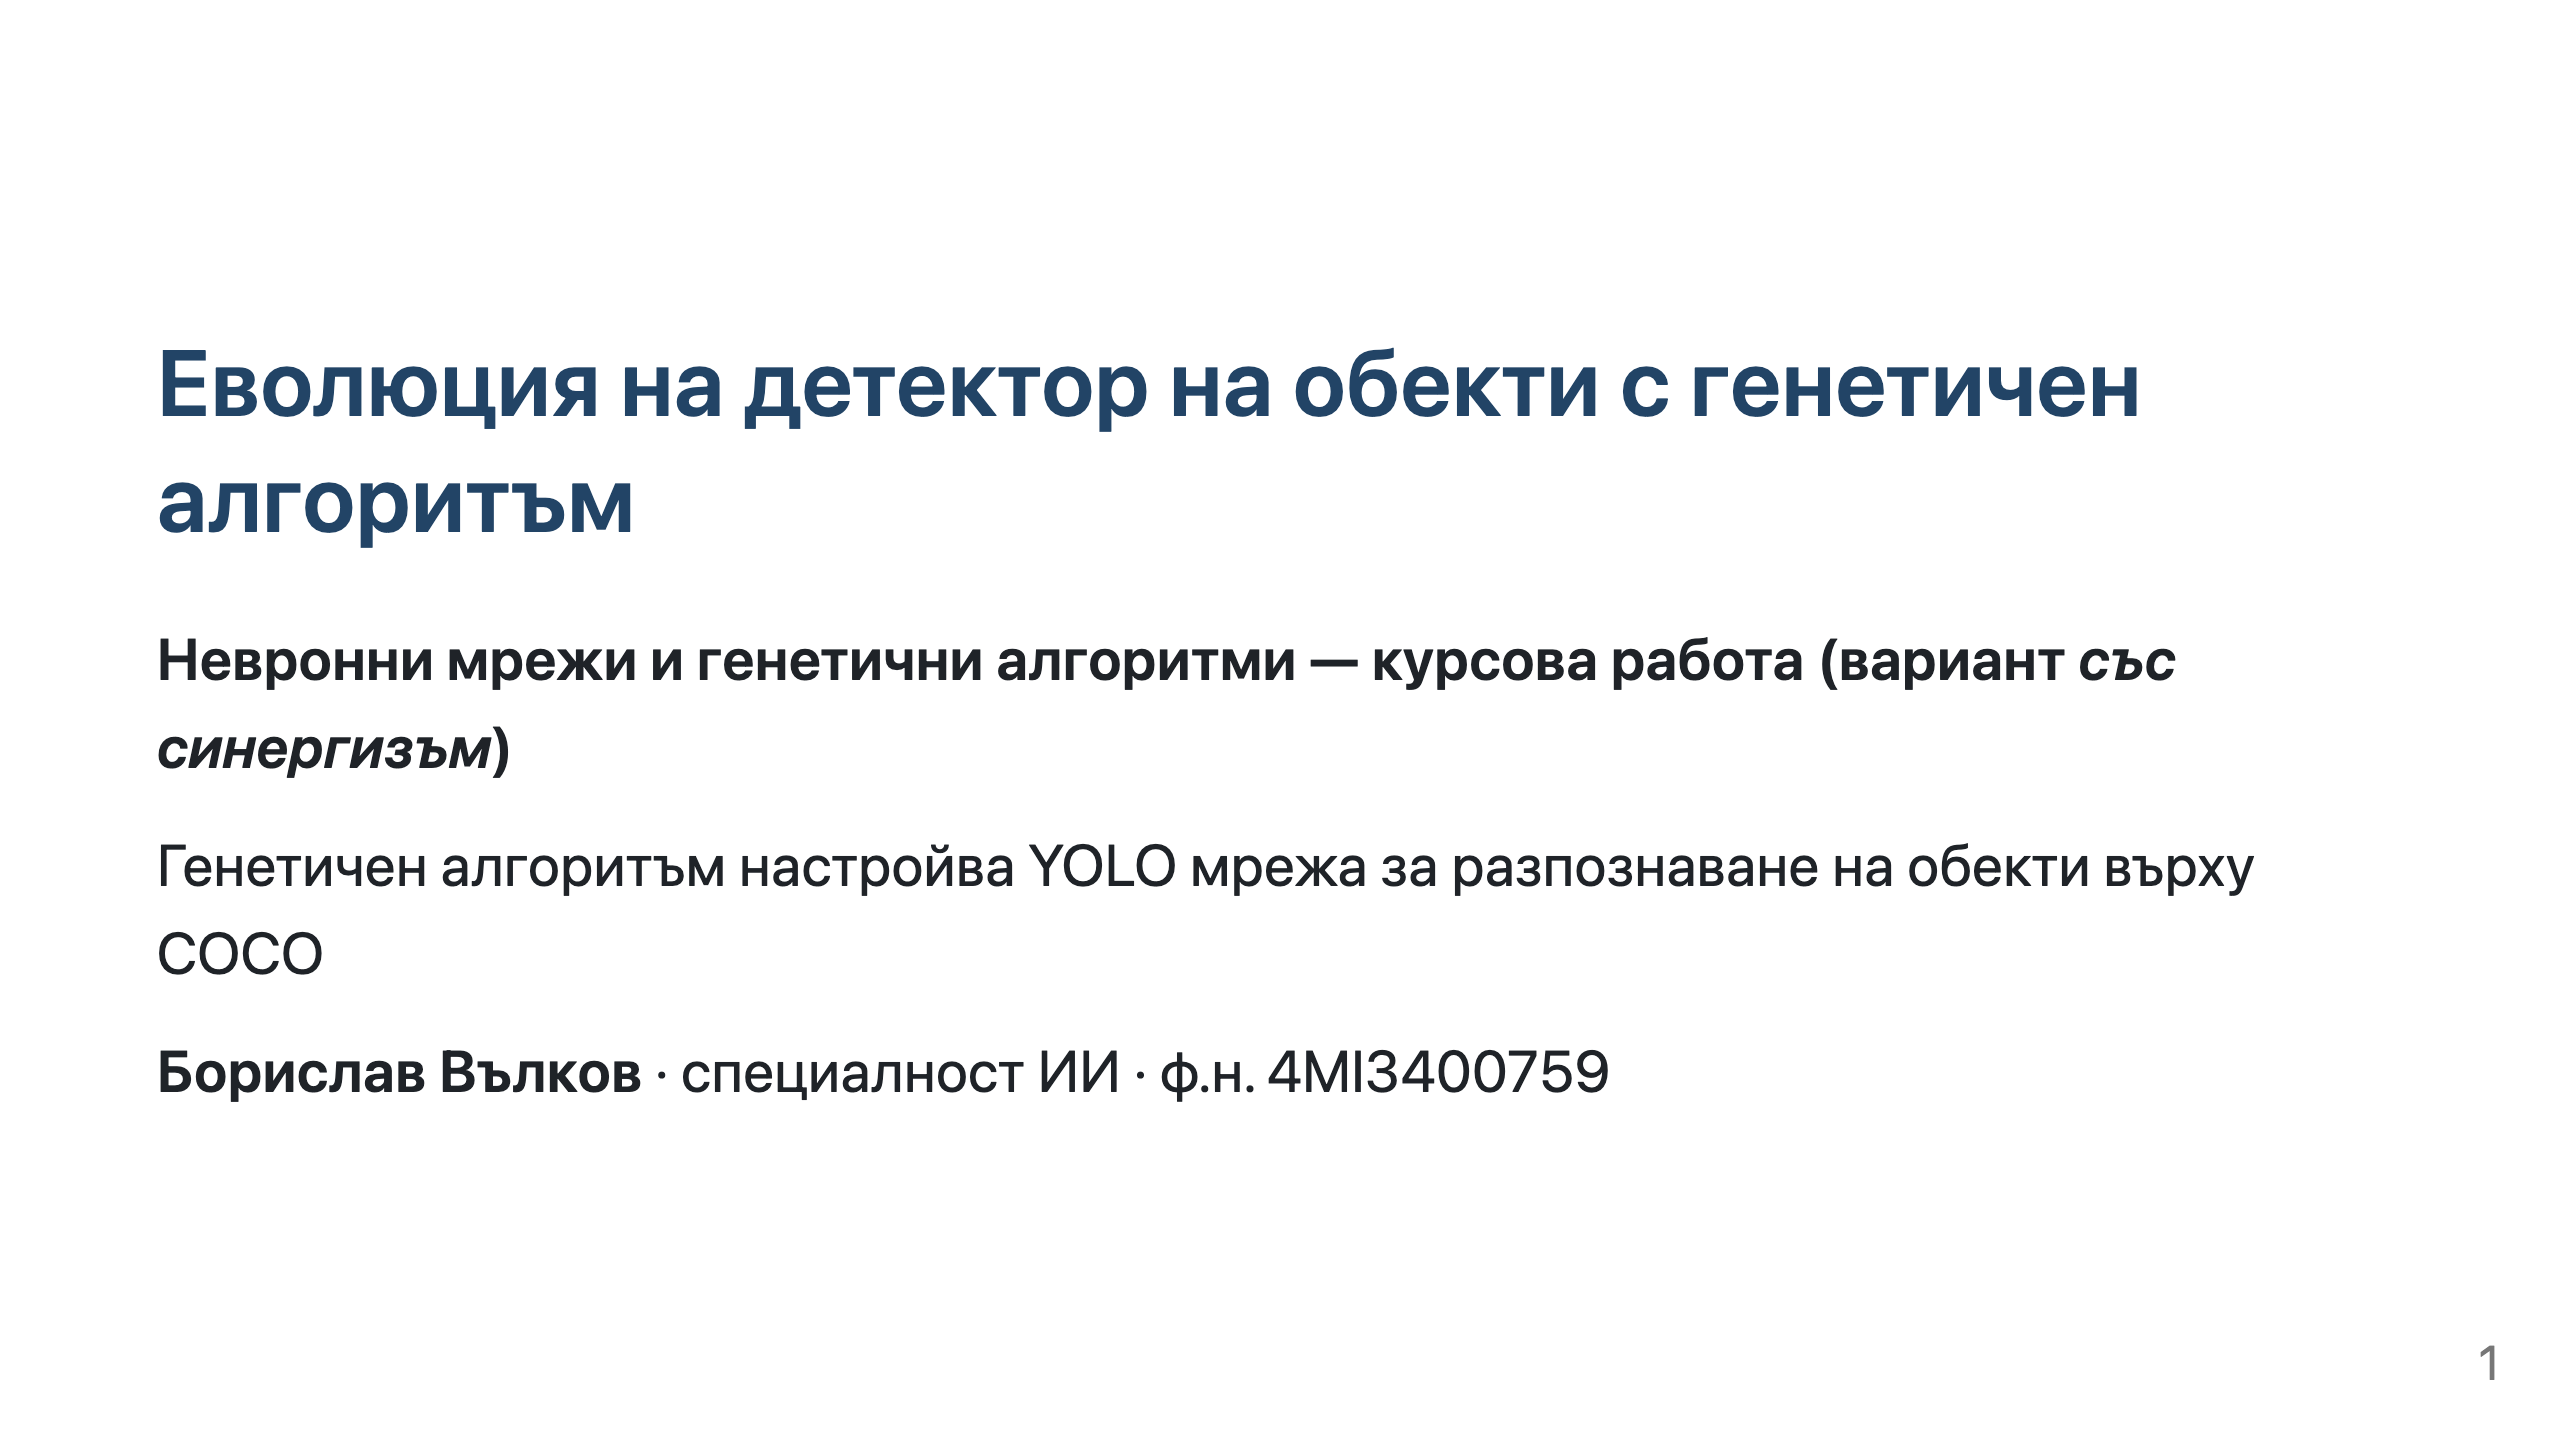 Еволюция на детектор на обекти с генетичен
алгоритъм
Невронни мрежи и генетични алгоритми — курсова работа (вариант със
синергизъм)
Генетичен алгоритъм настройва YOLO мрежа за разпознаване на обекти върху
COCO
Борислав Вълков · специалност ИИ · ф.н. 4MI3400759
1